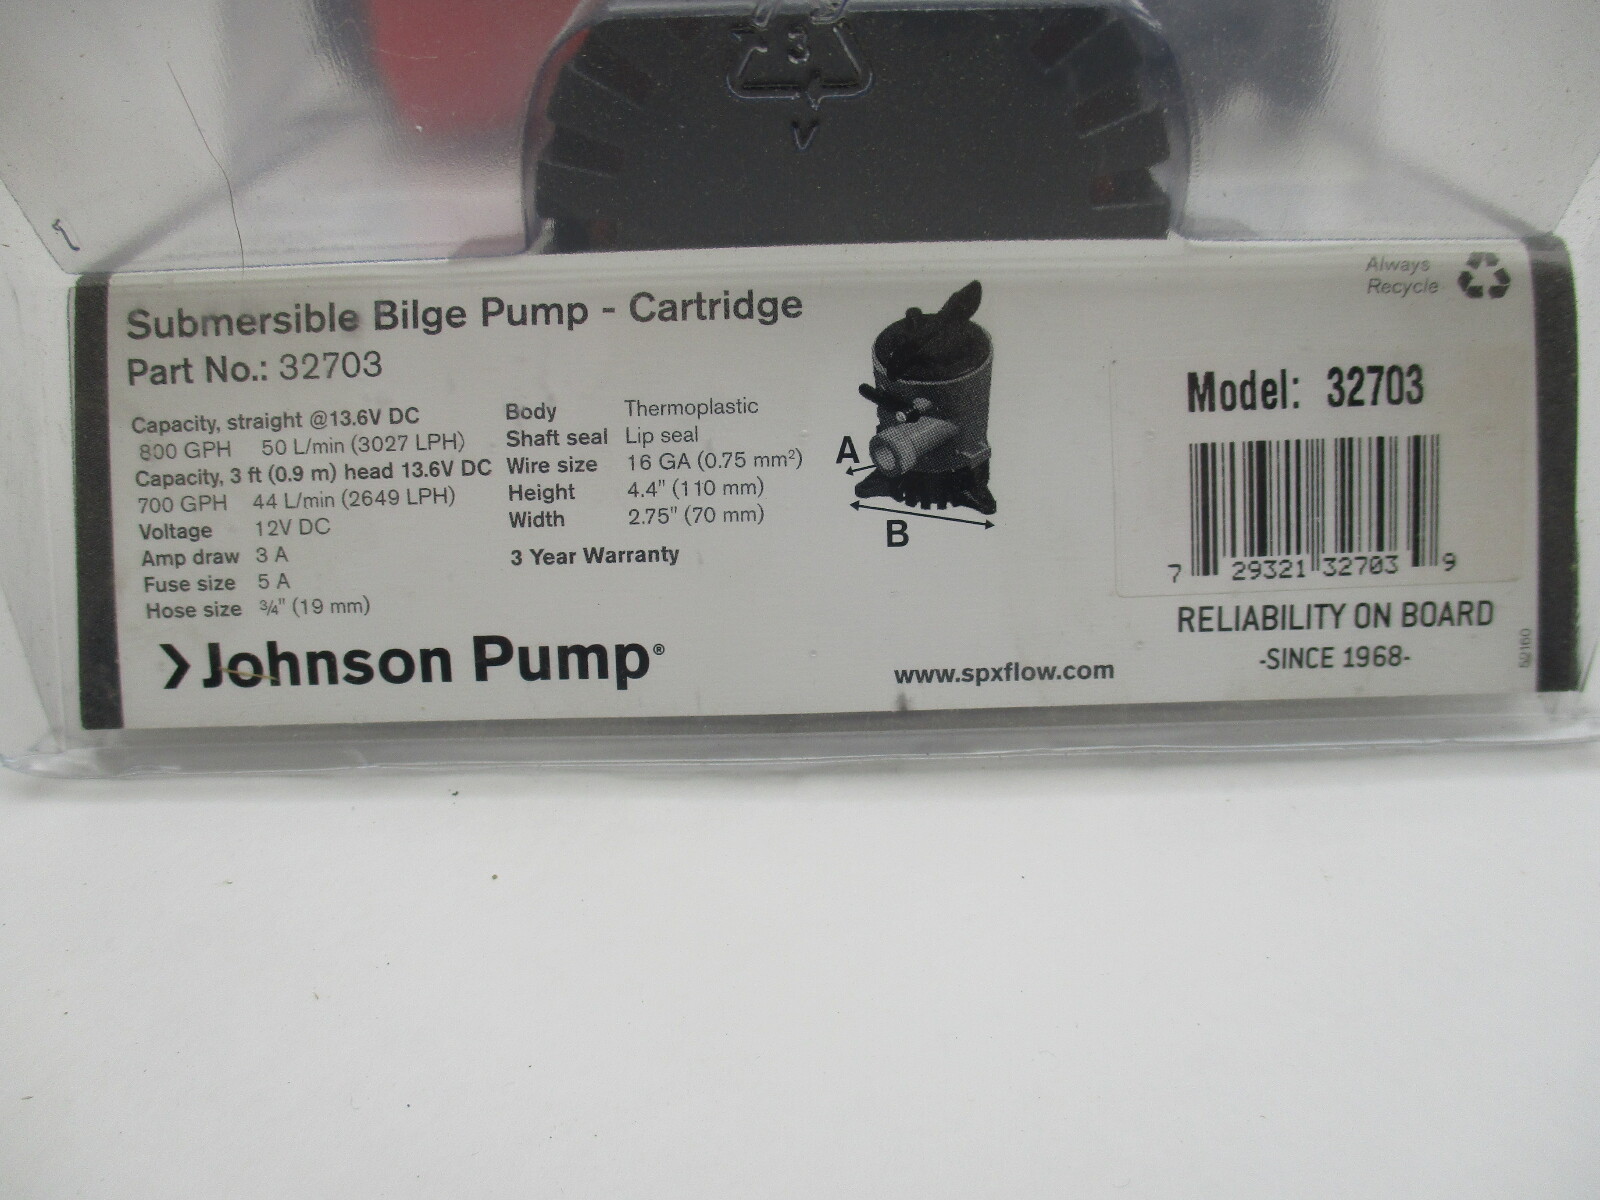 3
V
Always
Recycle
Submersible Bilge Pump - Cartridge
Part No.: 32703
Capacity, straight @13.6V DC
800 GPH 50 L/min (3027 LPH)
Capacity, 3 ft (0.9 m) head 13.6V DC
700 GPH 44 L/min (2649 LPH)
Voltage 12V DC
Amp draw 3 A
Fuse size 5 A
Hose size ¾" (19 mm)
Body Thermoplastic
Shaft seal Lip seal
Wire size 16 GA (0.75 mm²)
Height 4.4" (110 mm)
Width 2.75" (70 mm)
3 Year Warranty
A
B
Model: 32703
7 29321 32703 9
RELIABILITY ON BOARD
-SINCE 1968-
52160
Johnson Pump®
www.spxflow.com